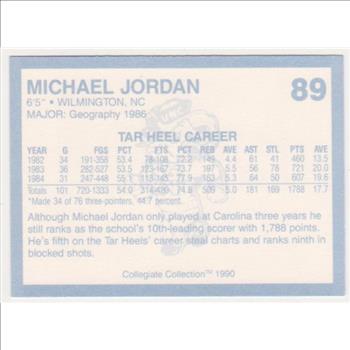 MICHAEL JORDAN 89
6'5" • WILMINGTON, NC
MAJOR: Geography 1986
TAR HEEL CAREER
YEAR G FG PCT FT PCT REB AVE AST STL PTS AVE
1982 34 191-358 53.4 78-108 72.2 149 4.4 61 41 460 13.5
1983 36 282-527 53.5 123-167 73.7 197 5.5 56 78 721 20.0
1984 31 247-448 55.1 113-145 77.9 163 5.3 64 50 607 19.6
Totals 101 720-1333 54.0 314-420 74.8 509 5.0 181 169 1788 17.7
*Made 34 of 76 three-pointers, 44.7 percent.
Although Michael Jordan only played at Carolina three years he
still ranks as the school's 10th-leading scorer with 1,788 points.
He's fifth on the Tar Heels' career steal charts and ranks ninth in
blocked shots.
Collegiate Collection™ 1990